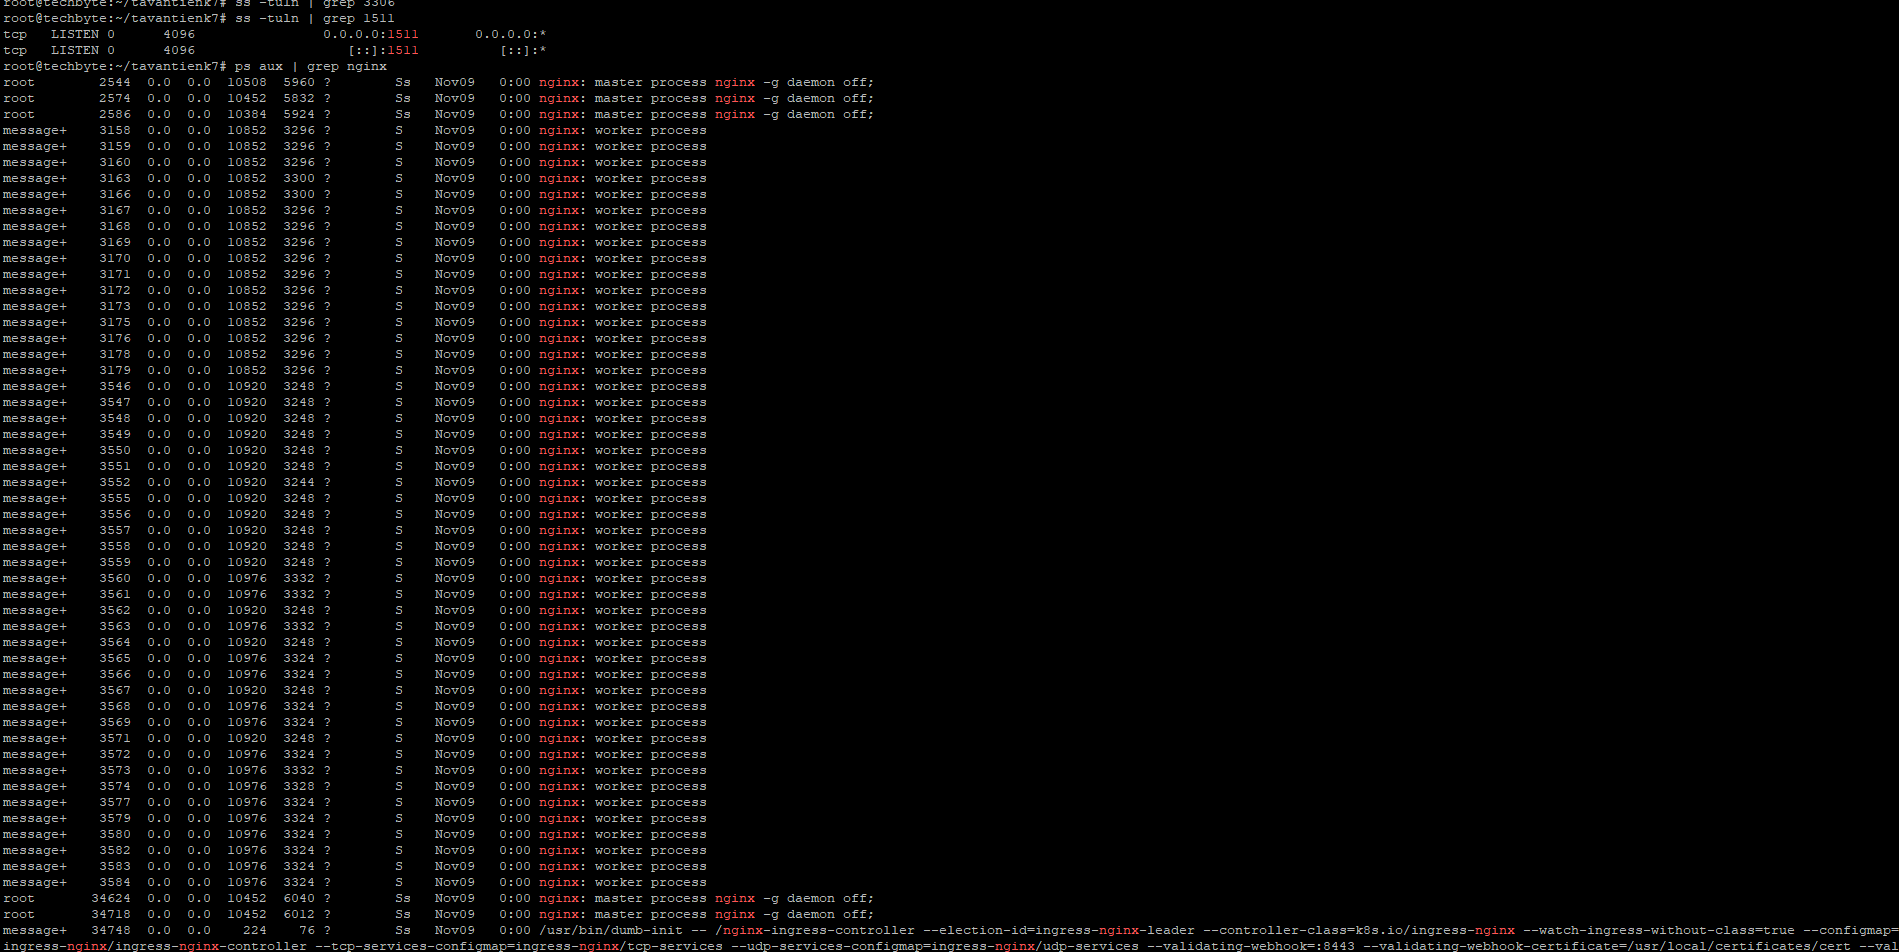 root@techbyte:~/tavantienk7# ss -tuln | grep 3306
root@techbyte:~/tavantienk7# ss -tuln | grep 1511
tcp LISTEN 0 4096 0.0.0.0:1511 0.0.0.0:*
tcp LISTEN 0 4096 [::]:1511 [::]:*
root@techbyte:~/tavantienk7# ps aux | grep nginx
root 2544 0.0 0.0 10508 5960 ? Ss Nov09 0:00 nginx: master process nginx -g daemon off;
root 2574 0.0 0.0 10452 5832 ? Ss Nov09 0:00 nginx: master process nginx -g daemon off;
root 2586 0.0 0.0 10384 5924 ? Ss Nov09 0:00 nginx: master process nginx -g daemon off;
message+ 3158 0.0 0.0 10852 3296 ? S Nov09 0:00 nginx: worker process
message+ 3159 0.0 0.0 10852 3296 ? S Nov09 0:00 nginx: worker process
message+ 3160 0.0 0.0 10852 3296 ? S Nov09 0:00 nginx: worker process
message+ 3163 0.0 0.0 10852 3300 ? S Nov09 0:00 nginx: worker process
message+ 3166 0.0 0.0 10852 3300 ? S Nov09 0:00 nginx: worker process
message+ 3167 0.0 0.0 10852 3296 ? S Nov09 0:00 nginx: worker process
message+ 3168 0.0 0.0 10852 3296 ? S Nov09 0:00 nginx: worker process
message+ 3169 0.0 0.0 10852 3296 ? S Nov09 0:00 nginx: worker process
message+ 3170 0.0 0.0 10852 3296 ? S Nov09 0:00 nginx: worker process
message+ 3171 0.0 0.0 10852 3296 ? S Nov09 0:00 nginx: worker process
message+ 3172 0.0 0.0 10852 3296 ? S Nov09 0:00 nginx: worker process
message+ 3173 0.0 0.0 10852 3296 ? S Nov09 0:00 nginx: worker process
message+ 3175 0.0 0.0 10852 3296 ? S Nov09 0:00 nginx: worker process
message+ 3176 0.0 0.0 10852 3296 ? S Nov09 0:00 nginx: worker process
message+ 3178 0.0 0.0 10852 3296 ? S Nov09 0:00 nginx: worker process
message+ 3179 0.0 0.0 10852 3296 ? S Nov09 0:00 nginx: worker process
message+ 3546 0.0 0.0 10920 3248 ? S Nov09 0:00 nginx: worker process
message+ 3547 0.0 0.0 10920 3248 ? S Nov09 0:00 nginx: worker process
message+ 3548 0.0 0.0 10920 3248 ? S Nov09 0:00 nginx: worker process
message+ 3549 0.0 0.0 10920 3248 ? S Nov09 0:00 nginx: worker process
message+ 3550 0.0 0.0 10920 3248 ? S Nov09 0:00 nginx: worker process
message+ 3551 0.0 0.0 10920 3248 ? S Nov09 0:00 nginx: worker process
message+ 3552 0.0 0.0 10920 3244 ? S Nov09 0:00 nginx: worker process
message+ 3555 0.0 0.0 10920 3248 ? S Nov09 0:00 nginx: worker process
message+ 3556 0.0 0.0 10920 3248 ? S Nov09 0:00 nginx: worker process
message+ 3557 0.0 0.0 10920 3248 ? S Nov09 0:00 nginx: worker process
message+ 3558 0.0 0.0 10920 3248 ? S Nov09 0:00 nginx: worker process
message+ 3559 0.0 0.0 10920 3248 ? S Nov09 0:00 nginx: worker process
message+ 3560 0.0 0.0 10976 3332 ? S Nov09 0:00 nginx: worker process
message+ 3561 0.0 0.0 10976 3332 ? S Nov09 0:00 nginx: worker process
message+ 3562 0.0 0.0 10920 3248 ? S Nov09 0:00 nginx: worker process
message+ 3563 0.0 0.0 10976 3332 ? S Nov09 0:00 nginx: worker process
message+ 3564 0.0 0.0 10920 3248 ? S Nov09 0:00 nginx: worker process
message+ 3565 0.0 0.0 10976 3324 ? S Nov09 0:00 nginx: worker process
message+ 3566 0.0 0.0 10976 3324 ? S Nov09 0:00 nginx: worker process
message+ 3567 0.0 0.0 10920 3248 ? S Nov09 0:00 nginx: worker process
message+ 3568 0.0 0.0 10976 3324 ? S Nov09 0:00 nginx: worker process
message+ 3569 0.0 0.0 10976 3324 ? S Nov09 0:00 nginx: worker process
message+ 3571 0.0 0.0 10920 3248 ? S Nov09 0:00 nginx: worker process
message+ 3572 0.0 0.0 10976 3324 ? S Nov09 0:00 nginx: worker process
message+ 3573 0.0 0.0 10976 3332 ? S Nov09 0:00 nginx: worker process
message+ 3574 0.0 0.0 10976 3328 ? S Nov09 0:00 nginx: worker process
message+ 3577 0.0 0.0 10976 3324 ? S Nov09 0:00 nginx: worker process
message+ 3579 0.0 0.0 10976 3324 ? S Nov09 0:00 nginx: worker process
message+ 3580 0.0 0.0 10976 3324 ? S Nov09 0:00 nginx: worker process
message+ 3582 0.0 0.0 10976 3324 ? S Nov09 0:00 nginx: worker process
message+ 3583 0.0 0.0 10976 3324 ? S Nov09 0:00 nginx: worker process
message+ 3584 0.0 0.0 10976 3324 ? S Nov09 0:00 nginx: worker process
root 34624 0.0 0.0 10452 6040 ? Ss Nov09 0:00 nginx: master process nginx -g daemon off;
root 34718 0.0 0.0 10452 6012 ? Ss Nov09 0:00 nginx: master process nginx -g daemon off;
message+ 34748 0.0 0.0 224 76 ? Ss Nov09 0:00 /usr/bin/dumb-init -- /nginx-ingress-controller --election-id=ingress-nginx-leader --controller-class=k8s.io/ingress-nginx --watch-ingress-without-class=true --configmap=
ingress-nginx/ingress-nginx-controller --tcp-services-configmap=ingress-nginx/tcp-services --udp-services-configmap=ingress-nginx/udp-services --validating-webhook=:8443 --validating-webhook-certificate=/usr/local/certificates/cert --val